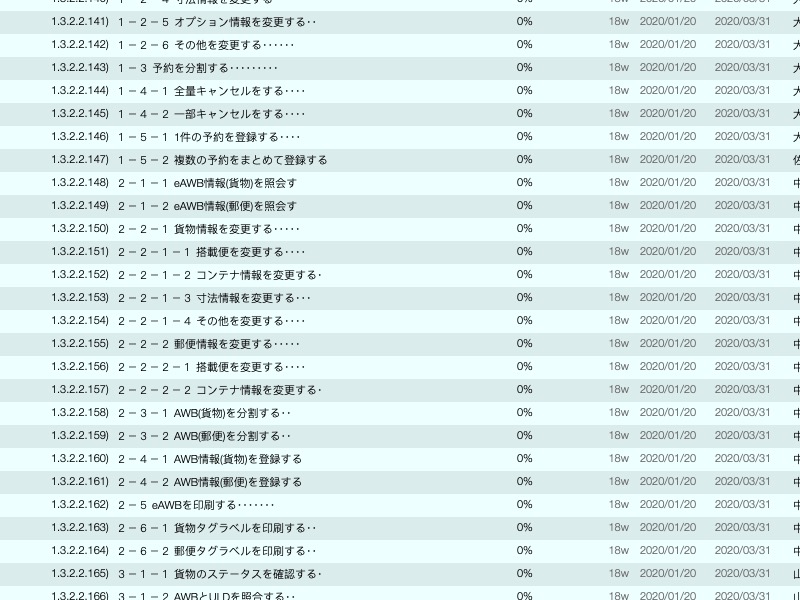 １－２－４ 寸法情報を変更する
1.3.2.2.141) １－２－５ オプション情報を変更する･･ 0% 18w 2020/01/20 2020/03/31 大
1.3.2.2.142) １－２－６ その他を変更する･･････ 0% 18w 2020/01/20 2020/03/31 大
1.3.2.2.143) １－３ 予約を分割する･････････ 0% 18w 2020/01/20 2020/03/31 大
1.3.2.2.144) １－４－１ 全量キャンセルをする････ 0% 18w 2020/01/20 2020/03/31 大
1.3.2.2.145) １－４－２ 一部キャンセルをする････ 0% 18w 2020/01/20 2020/03/31 大
1.3.2.2.146) １－５－１ 1件の予約を登録する････ 0% 18w 2020/01/20 2020/03/31 大
1.3.2.2.147) １－５－２ 複数の予約をまとめて登録する 0% 18w 2020/01/20 2020/03/31 佐
1.3.2.2.148) ２－１－１ eAWB情報(貨物)を照会す 0% 18w 2020/01/20 2020/03/31 中
1.3.2.2.149) ２－１－２ eAWB情報(郵便)を照会す 0% 18w 2020/01/20 2020/03/31 中
1.3.2.2.150) ２－２－１ 貨物情報を変更する･････ 0% 18w 2020/01/20 2020/03/31 中
1.3.2.2.151) ２－２－１－１ 搭載便を変更する････ 0% 18w 2020/01/20 2020/03/31 中
1.3.2.2.152) ２－２－１－２ コンテナ情報を変更する･ 0% 18w 2020/01/20 2020/03/31 中
1.3.2.2.153) ２－２－１－３ 寸法情報を変更する･･･ 0% 18w 2020/01/20 2020/03/31 中
1.3.2.2.154) ２－２－１－４ その他を変更する････ 0% 18w 2020/01/20 2020/03/31 中
1.3.2.2.155) ２－２－２ 郵便情報を変更する･････ 0% 18w 2020/01/20 2020/03/31 中
1.3.2.2.156) ２－２－２－１ 搭載便を変更する････ 0% 18w 2020/01/20 2020/03/31 中
1.3.2.2.157) ２－２－２－２ コンテナ情報を変更する･ 0% 18w 2020/01/20 2020/03/31 中
1.3.2.2.158) ２－３－１ AWB(貨物)を分割する･･ 0% 18w 2020/01/20 2020/03/31 中
1.3.2.2.159) ２－３－２ AWB(郵便)を分割する･･ 0% 18w 2020/01/20 2020/03/31 中
1.3.2.2.160) ２－４－１ AWB情報(貨物)を登録する 0% 18w 2020/01/20 2020/03/31 中
1.3.2.2.161) ２－４－２ AWB情報(郵便)を登録する 0% 18w 2020/01/20 2020/03/31 中
1.3.2.2.162) ２－５ eAWBを印刷する･･･････ 0% 18w 2020/01/20 2020/03/31 中
1.3.2.2.163) ２－６－１ 貨物タグラベルを印刷する･･ 0% 18w 2020/01/20 2020/03/31 中
1.3.2.2.164) ２－６－２ 郵便タグラベルを印刷する･･ 0% 18w 2020/01/20 2020/03/31 中
1.3.2.2.165) ３－１－１ 貨物のステータスを確認する･ 0% 18w 2020/01/20 2020/03/31 山
1.3.2.2.166) ３－１－２ AWBとULDを照合する･･ 0% 18w 2020/01/20 2020/03/31